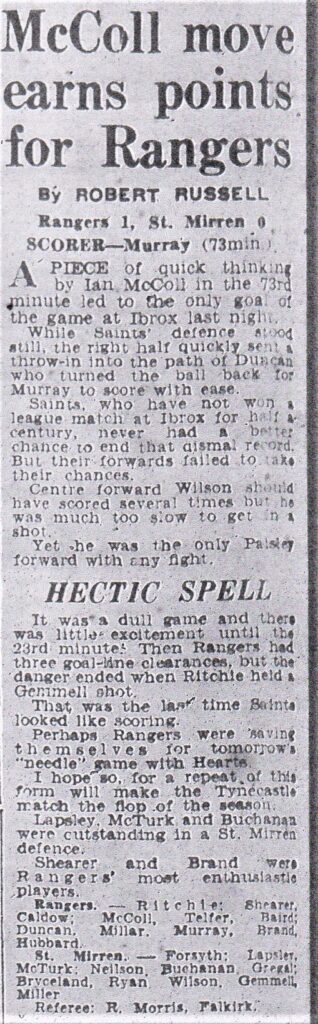 McColl move
earns points
for Rangers
By ROBERT RUSSELL
Rangers 1, St. Mirren 0
SCORER—Murray (73min.)
A PIECE of quick thinking
by Ian McColl in the 73rd
minute led to the only goal of
the game at Ibrox last night.
While Saints' defence stood
still, the right half quickly sent a
throw-in into the path of Duncan
who turned the ball back for
Murray to score with ease.
Saints, who have not won a
league match at Ibrox for half a
century, never had a better
chance to end that dismal record.
But their forwards failed to take
their chances.
Centre forward Wilson should
have scored several times but he
was much too slow to get in a
shot.
Yet he was the only Paisley
forward with any fight.
HECTIC SPELL
It was a dull game and there
was little excitement until the
23rd minute. Then Rangers had
three goal-line clearances, but the
danger ended when Ritchie held a
Gemmell shot.
That was the last time Saints
looked like scoring.
Perhaps Rangers were saving
themselves for tomorrow's
"needle" game with Hearts.
I hope so, for a repeat of this
form will make the Tynecastle
match the flop of the season.
Lapsley, McTurk and Buchanan
were outstanding in a St. Mirren
defence.
Shearer and Brand were
Rangers' most enthusiastic
players.
Rangers. — Ritchie; Shearer,
Caldow; McColl, Telfer, Baird;
Duncan, Millar, Murray, Brand,
Hubbard.
St. Mirren. — Forsyth; Lapsley,
McTurk; Neilson, Buchanan, Gregal;
Bryceland, Ryan Wilson, Gemmell,
Miller
Referee: R. Morris, Falkirk.